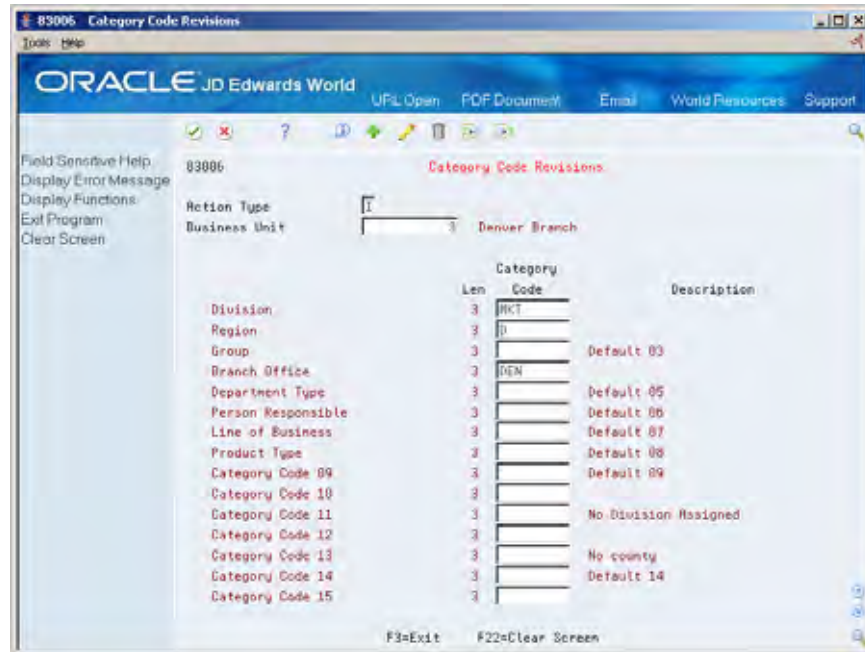 83006 Category Code Revisions
Tools Help
ORACLE JD Edwards World
URL Open PDF Document Email World Resources Support
Field Sensitive Help
Display Error Message
Display Functions
Exit Program
Clear Screen
83006 Category Code Revisions
Action Type I
Business Unit 3 Denver Branch
Category
Len Code Description
Division 3 MKT
Region 3 D
Group 3 Default 03
Branch Office 3 DEN
Department Type 3 Default 05
Person Responsible 3 Default 06
Line of Business 3 Default 07
Product Type 3 Default 08
Category Code 09 3 Default 09
Category Code 10 3
Category Code 11 3 No Division Assigned
Category Code 12 3
Category Code 13 3 No county
Category Code 14 3 Default 14
Category Code 15 3
F3=Exit F22=Clear Screen